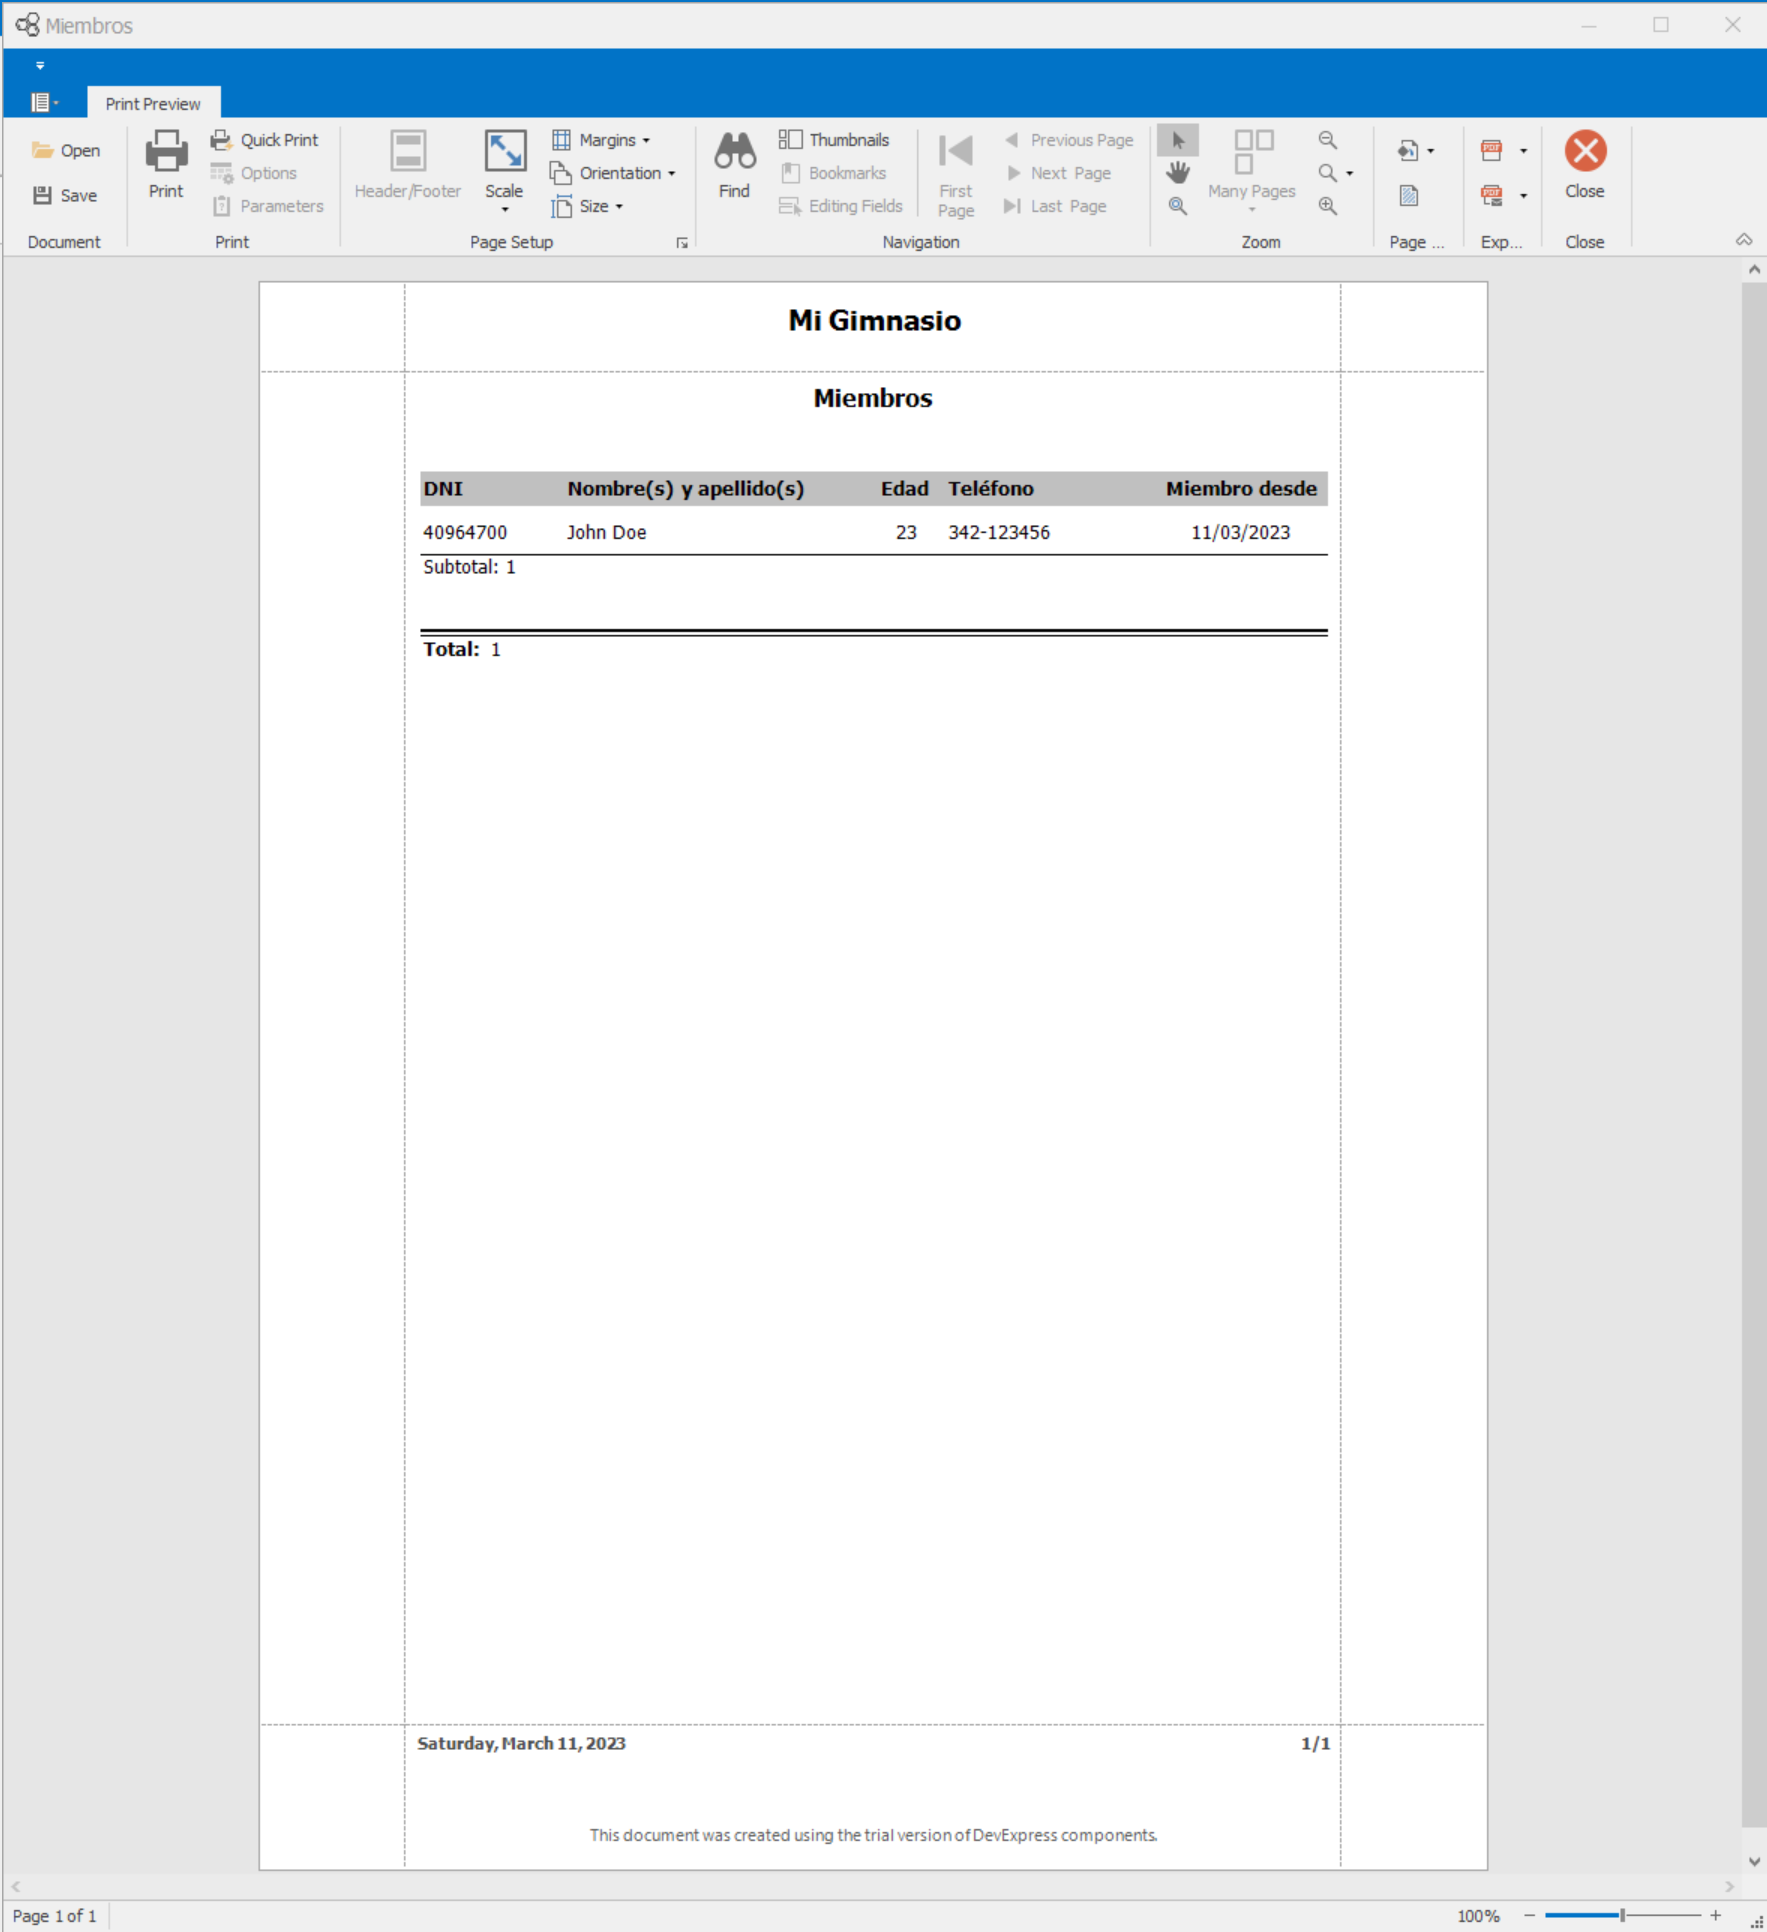 Miembros
Print Preview
Open
Save
Document
Print
Quick Print
Options
Parameters
Print
Header/Footer
Scale
Margins
Orientation
Size
Page Setup
Find
Thumbnails
Bookmarks
Editing Fields
First
Page
Previous Page
Next Page
Last Page
Navigation
Many Pages
Zoom
Page ...
PDF
PDF
Exp...
Close
Close
Mi Gimnasio
Miembros
DNI Nombre(s) y apellido(s) Edad Teléfono Miembro desde
40964700 John Doe 23 342-123456 11/03/2023
Subtotal: 1
Total: 1
Saturday, March 11, 2023 1/1
This document was created using the trial version of DevExpress components.
Page 1 of 1 100%